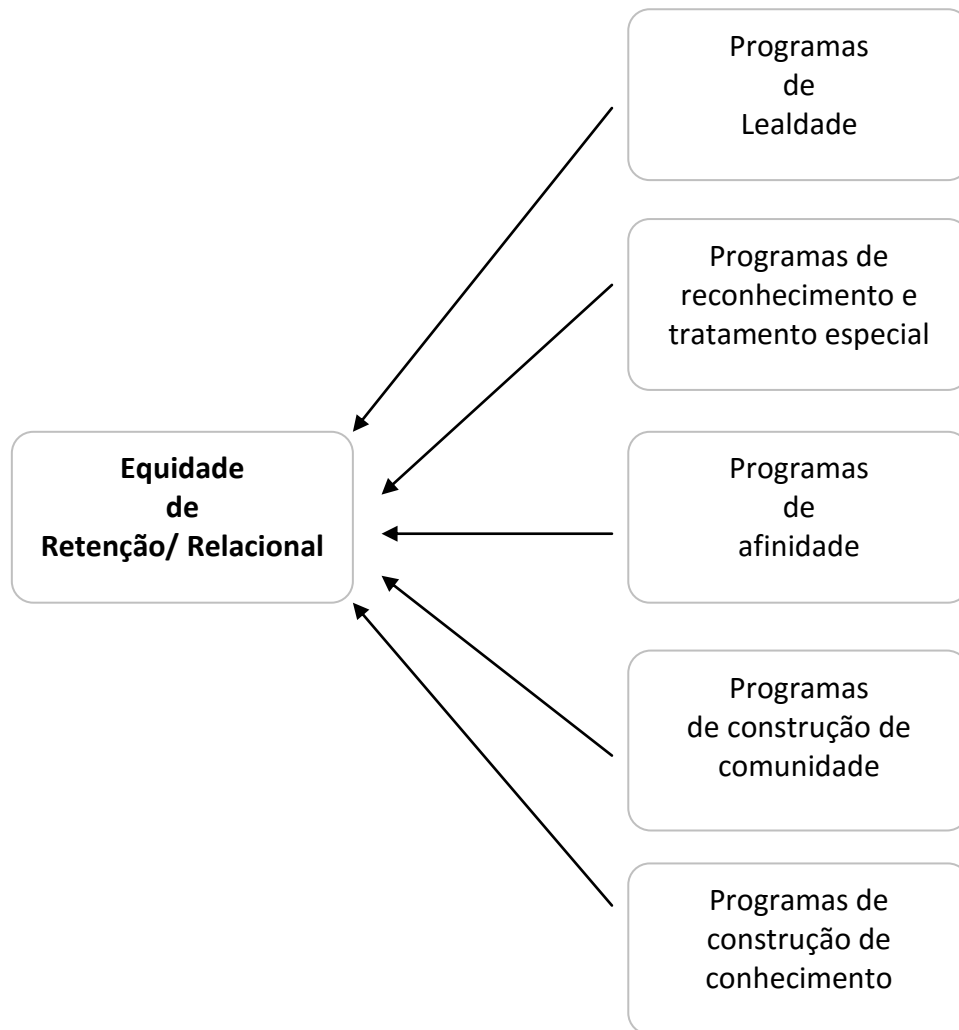 Programas
de
Lealdade
Programas de
reconhecimento e
tratamento especial
Equidade
de
Retenção/ Relacional
Programas
de
afinidade
Programas
de construção de
comunidade
Programas de
construção de
conhecimento